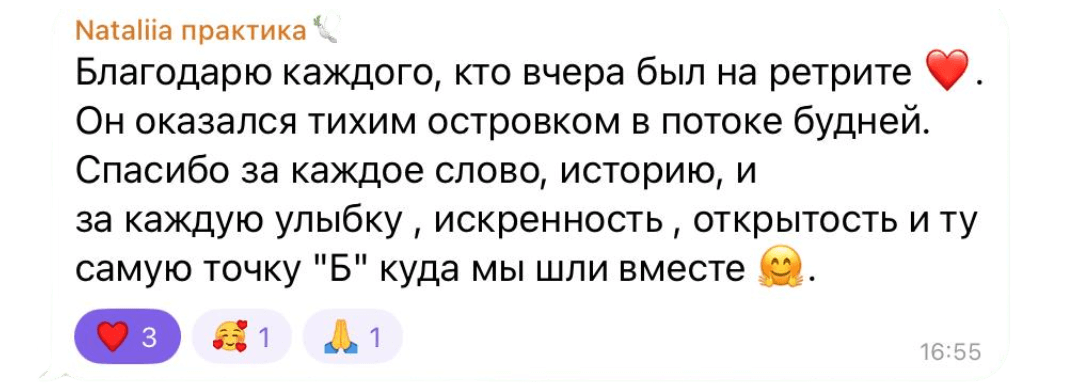 Nataliia практика🕊️
Благодарю каждого, кто вчера был на ретрите ❤️.
Он оказался тихим островком в потоке будней.
Спасибо за каждое слово, историю, и
за каждую улыбку , искренность , открытость и ту
самую точку "Б" куда мы шли вместе 🤗.
❤️ 3 🥰 1 🙏 1
16:55